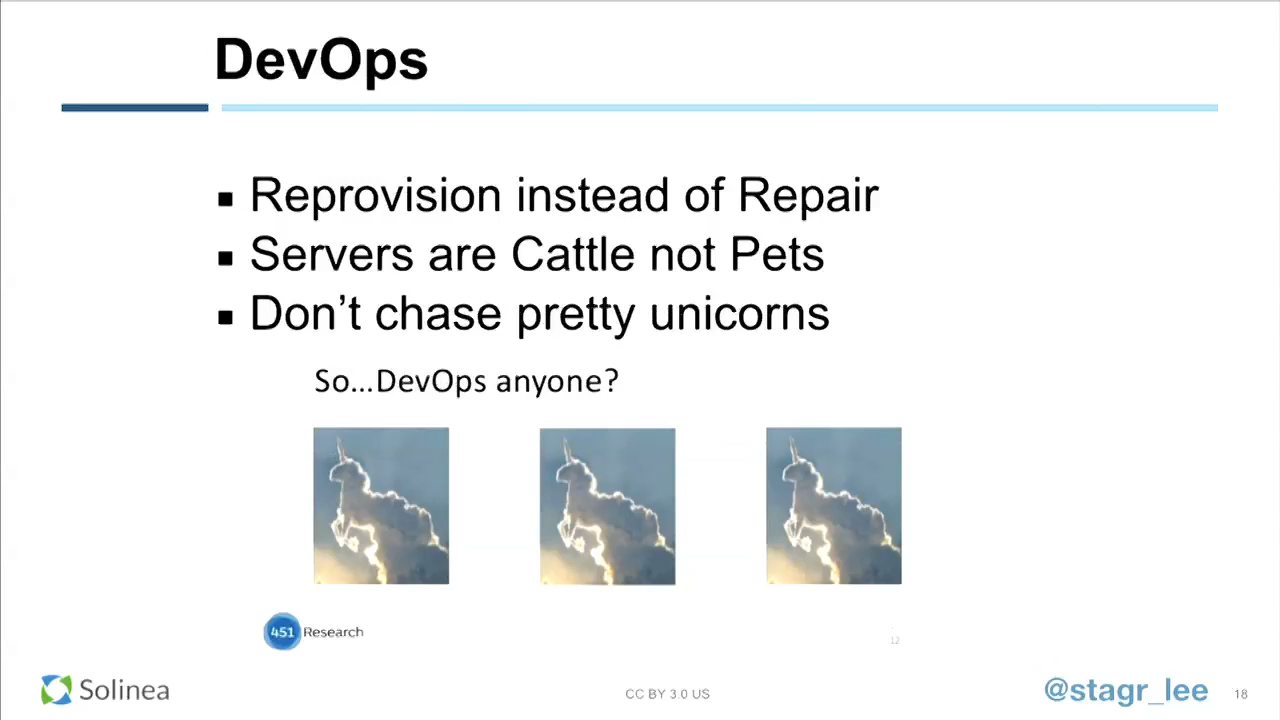 DevOps
▪ Reprovision instead of Repair
▪ Servers are Cattle not Pets
▪ Don’t chase pretty unicorns
So...DevOps anyone?
451 Research
12
Solinea
CC BY 3.0 US
@stagr_lee
18